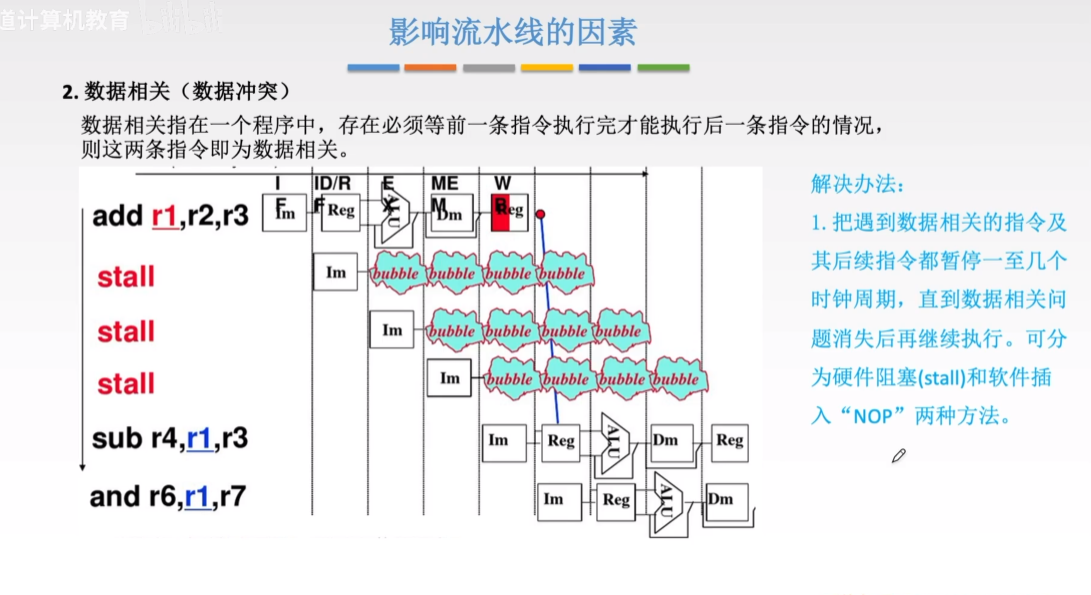 道计算机教育
影响流水线的因素
2. 数据相关（数据冲突）
数据相关指在一个程序中，存在必须等前一条指令执行完才能执行后一条指令的情况，
则这两条指令即为数据相关。
IF ID/RF EX MEM WB
add r1,r2,r3 Im Reg ALU Dm Reg
stall Im bubble bubble bubble bubble
stall Im bubble bubble bubble bubble
stall Im bubble bubble bubble bubble
sub r4,r1,r3 Im Reg ALU Dm Reg
and r6,r1,r7 Im Reg ALU Dm
解决办法：
1. 把遇到数据相关的指令及
其后续指令都暂停一至几个
时钟周期，直到数据相关问
题消失后再继续执行。可分
为硬件阻塞(stall)和软件插
入“NOP”两种方法。